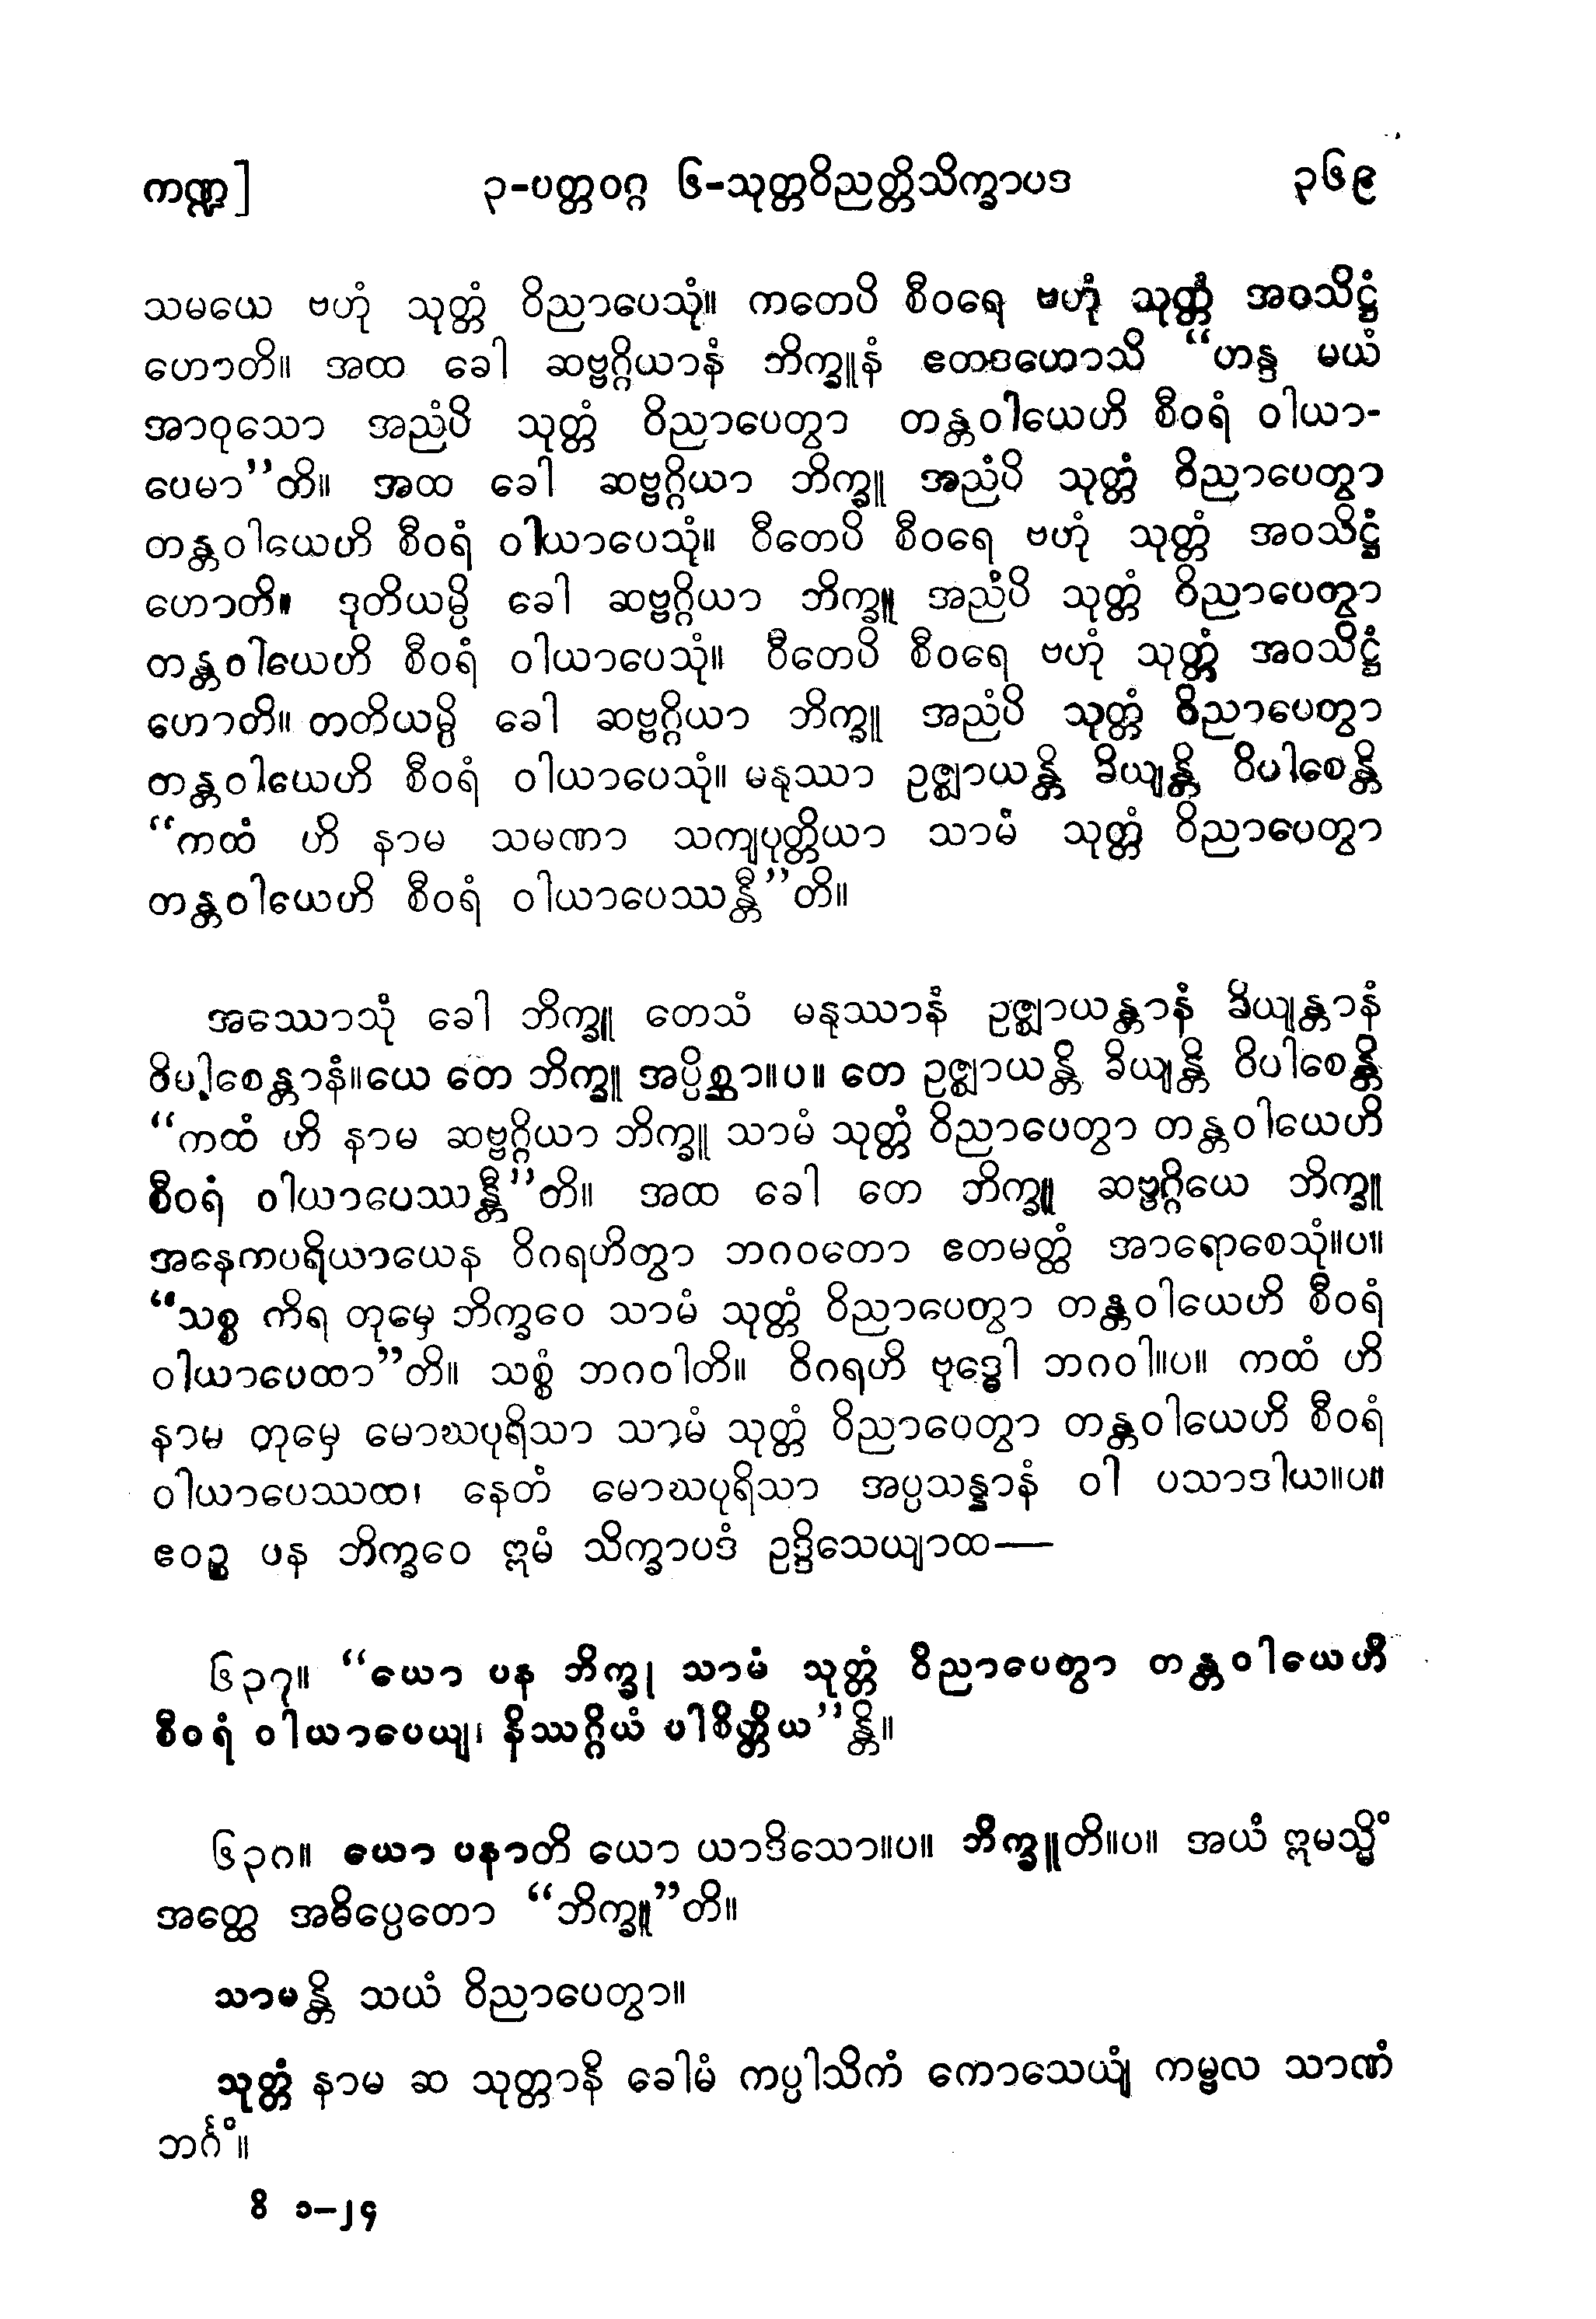 ကဏ္ဍ] ၃-ပတ္တဝဂ္ဂ ၆-သုတ္တဝိညတ္တိသိက္ခာပဒ ၃၆၉
သမယေ ဗဟုံ သုတ္တံ ဝိညာပေသုံ။ ကတေပိ စီဝရေ ဗဟုံ သုတ္တံ အဝသိဋ္ဌံ
ဟောတိ။ အထ ခေါ ဆဗ္ဗဂ္ဂိယာနံ ဘိက္ခူနံ ဧတဒဟောသိ “ဟန္ဒ မယံ
အာဝုသော အညံပိ သုတ္တံ ဝိညာပေတွာ တန္တဝါယေဟိ စီဝရံ ဝါယာ-
ပေမာ”တိ။ အထ ခေါ ဆဗ္ဗဂ္ဂိယာ ဘိက္ခူ အညံပိ သုတ္တံ ဝိညာပေတွာ
တန္တဝါယေဟိ စီဝရံ ဝါယာပေသုံ။ ဝီတေပိ စီဝရေ ဗဟုံ သုတ္တံ အဝသိဋ္ဌံ
ဟောတိ။ ဒုတိယမ္ပိ ခေါ ဆဗ္ဗဂ္ဂိယာ ဘိက္ခူ အညံပိ သုတ္တံ ဝိညာပေတွာ
တန္တဝါယေဟိ စီဝရံ ဝါယာပေသုံ။ ဝီတေပိ စီဝရေ ဗဟုံ သုတ္တံ အဝသိဋ္ဌံ
ဟောတိ။ တတိယမ္ပိ ခေါ ဆဗ္ဗဂ္ဂိယာ ဘိက္ခူ အညံပိ သုတ္တံ ဝိညာပေတွာ
တန္တဝါယေဟိ စီဝရံ ဝါယာပေသုံ။ မနုဿာ ဥဇ္ဈာယန္တိ ခိယျန္တိ ဝိပါစေန္တိ
“ကထံ ဟိ နာမ သမဏာ သကျပုတ္တိယာ သာမံ သုတ္တံ ဝိညာပေတွာ
တန္တဝါယေဟိ စီဝရံ ဝါယာပေဿန္တီ”တိ။
အဿောသုံ ခေါ ဘိက္ခူ တေသံ မနုဿာနံ ဥဇ္ဈာယန္တာနံ ခိယျန္တာနံ
ဝိပါစေန္တာနံ။ယေ တေ ဘိက္ခူ အပ္ပိစ္ဆာ။ပ။ တေ ဥဇ္ဈာယန္တိ ခိယျန္တိ ဝိပါစေန္တိ
“ကထံ ဟိ နာမ ဆဗ္ဗဂ္ဂိယာ ဘိက္ခူ သာမံ သုတ္တံ ဝိညာပေတွာ တန္တဝါယေဟိ
စီဝရံ ဝါယာပေဿန္တီ”တိ။ အထ ခေါ တေ ဘိက္ခူ ဆဗ္ဗဂ္ဂိယေ ဘိက္ခူ
အနေကပရိယာယေန ဝိဂရဟိတွာ ဘဂဝတော ဧတမတ္ထံ အာရောစေသုံ။ပ။
“သစ္စ ကိရ တုမှေ ဘိက္ခဝေ သာမံ သုတ္တံ ဝိညာပေတွာ တန္တဝါယေဟိ စီဝရံ
ဝါယာပေထာ”တိ။ သစ္စံ ဘဂဝါတိ။ ဝိဂရဟိ ဗုဒ္ဓေါ ဘဂဝါ။ပ။ ကထံ ဟိ
နာမ တုမှေ မောဃပုရိသာ သာမံ သုတ္တံ ဝိညာပေတွာ တန္တဝါယေဟိ စီဝရံ
ဝါယာပေဿထ၊ နေတံ မောဃပုရိသာ အပ္ပသန္နာနံ ဝါ ပသာဒါယ။ပ။
ဧဝဉ္စ ပန ဘိက္ခဝေ ဣမံ သိက္ခာပဒံ ဥဒ္ဒိသေယျာထ—
၆၃၇။ “ယော ပန ဘိက္ခု သာမံ သုတ္တံ ဝိညာပေတွာ တန္တဝါယေဟိ
စီဝရံ ဝါယာပေယျ၊ နိဿဂ္ဂိယံ ပါစိတ္တိယ”န္တိ။
၆၃၈။ ယော ပနာတိ ယော ယာဒိသော။ပ။ ဘိက္ခူတိ။ပ။ အယံ ဣမသ္မိံ
အတ္ထေ အဓိပ္ပေတော “ဘိက္ခူ”တိ။
သာမန္တိ သယံ ဝိညာပေတွာ။
သုတ္တံ နာမ ဆ သုတ္တာနိ ခေါမံ ကပ္ပါသိကံ ကောသေယျံ ကမ္ဗလ သာဏံ
ဘင်္ဂံ။
ဝိ ၁–၂၄